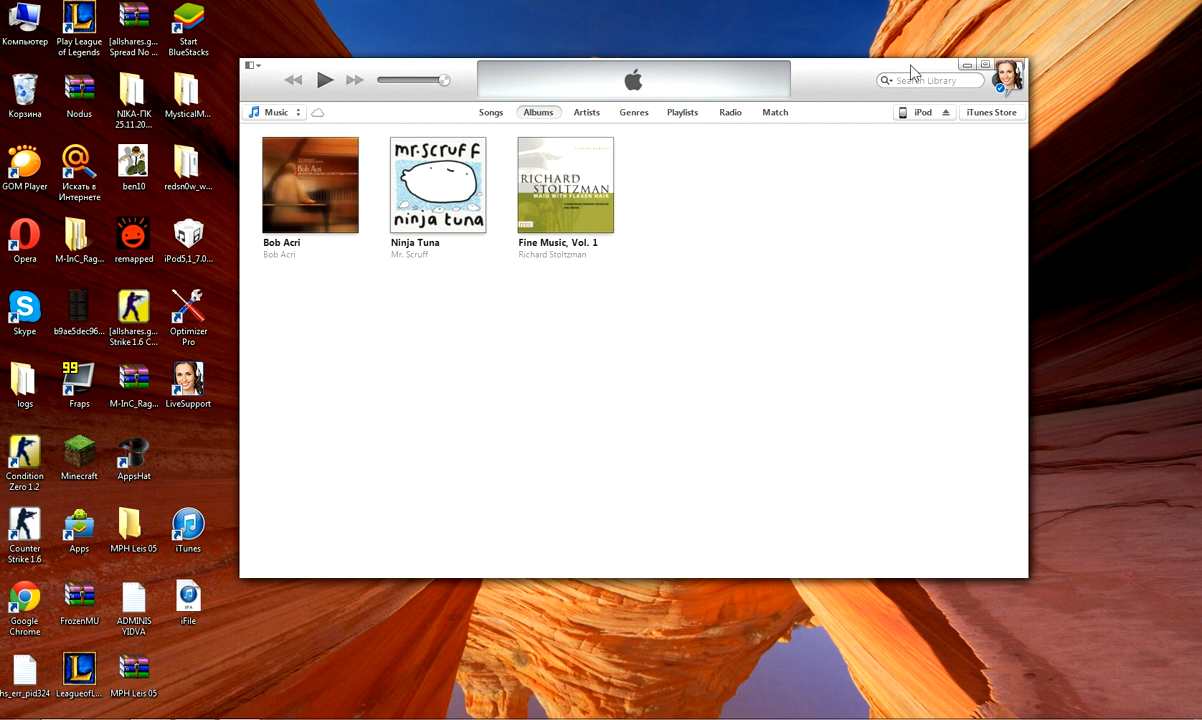 Компьютер
Play League
of Legends
[allshares.g...
Spread No ...
Start
BlueStacks
Корзина
Nodus
NIKA-ПК
25.11.20...
MysticalM...
GOM Player
Искать в
Интернете
ben10
redsn0w_w...
Opera
M-InC_Rag...
remapped
iPod5,1_7.0...
Skype
b9ae5dec96...
[allshares.g...
Strike 1.6 C...
Optimizer
Pro
logs
99
Fraps
M-InC_Rag...
LiveSupport
Condition
Zero 1.2
Minecraft
AppsHat
Counter
Strike 1.6
Apps
MPH Leis 05
iTunes
Google
Chrome
FrozenMU
ADMINIS
YIDVA
IPA
iFile
hs_err_pid324
LeagueofL...
MPH Leis 05
Search Library
Music
Songs
Albums
Artists
Genres
Playlists
Radio
Match
iPod
iTunes Store
Bob Acri
mr.scruff
ninja tuna
RICHARD
STOLTZMAN
MAID WITH FLAXEN HAIR
Bob Acri
Bob Acri
Ninja Tuna
Mr. Scruff
Fine Music, Vol. 1
Richard Stoltzman